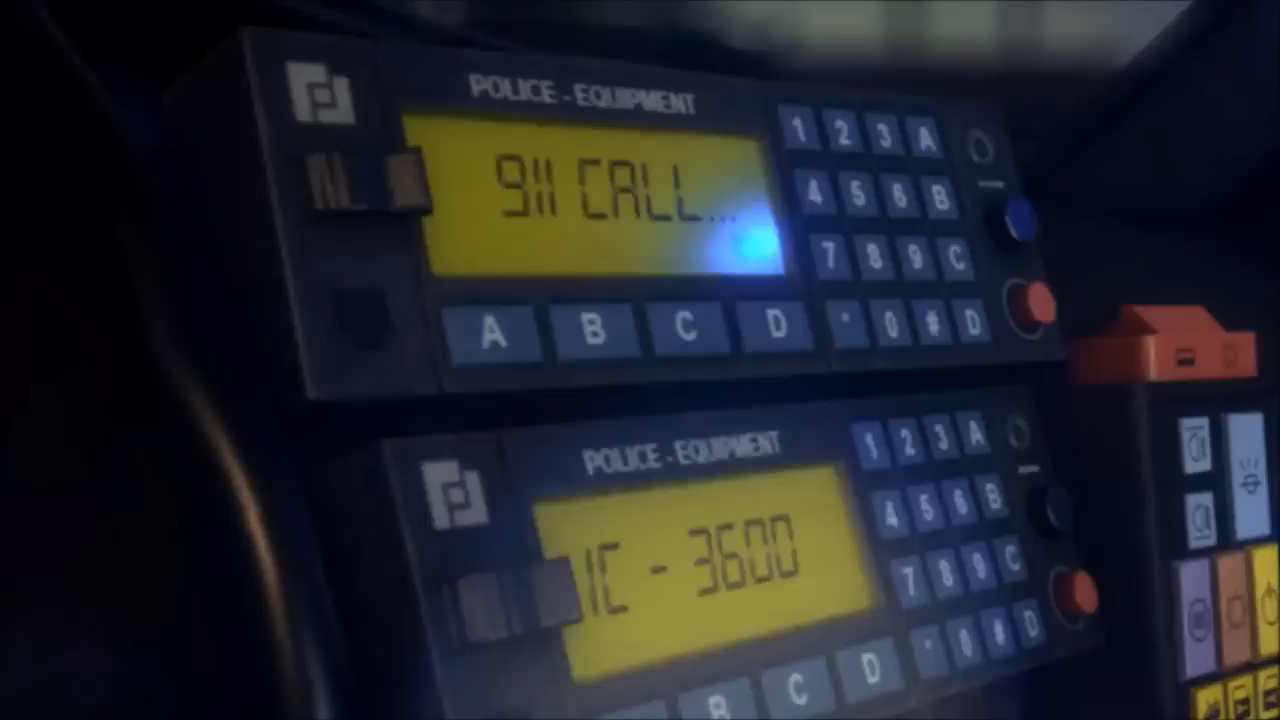 POLICE - EQUIPMENT
911 CALL...
1 2 3 A
4 5 6 B
7 8 9 C
* 0 # D
A B C D
POLICE - EQUIPMENT
IC - 3600
1 2 3 A
4 5 6 B
7 8 9 C
* 0 # D
B C D